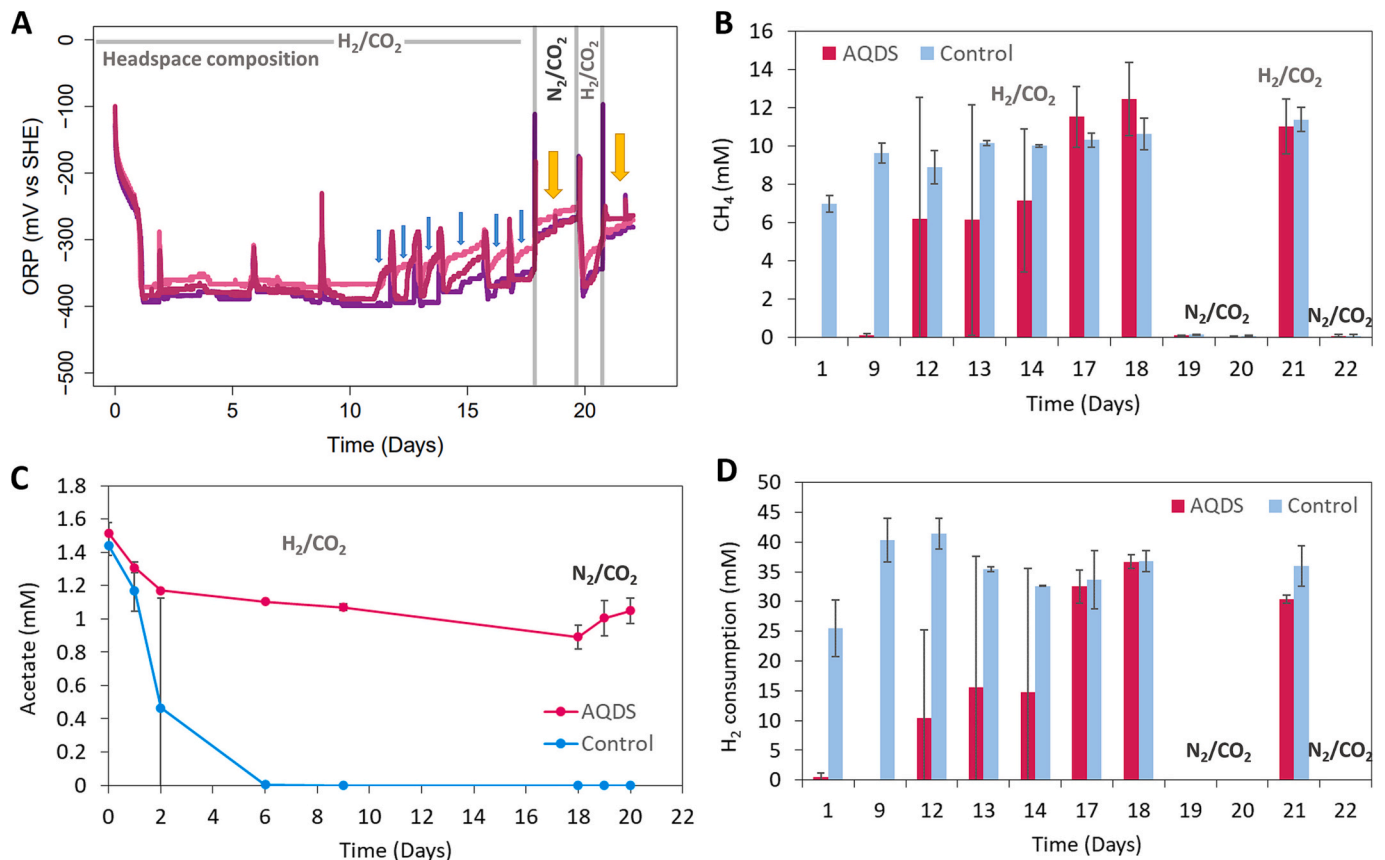 A
Headspace composition
H₂/CO₂
N₂/CO₂
H₂/CO₂
ORP (mV vs SHE)
0
−100
−200
−300
−400
−500
0 5 10 15 20
Time (Days)
B
AQDS Control
H₂/CO₂
H₂/CO₂
N₂/CO₂
N₂/CO₂
CH₄ (mM)
16
14
12
10
8
6
4
2
0
1 9 12 13 14 17 18 19 20 21 22
Time (Days)
C
H₂/CO₂
N₂/CO₂
Acetate (mM)
1.8
1.6
1.4
1.2
1
0.8
0.6
0.4
0.2
0
AQDS
Control
0 2 4 6 8 10 12 14 16 18 20 22
Time (Days)
D
AQDS Control
N₂/CO₂
N₂/CO₂
H₂ consumption (mM)
50
45
40
35
30
25
20
15
10
5
0
1 9 12 13 14 17 18 19 20 21 22
Time (Days)